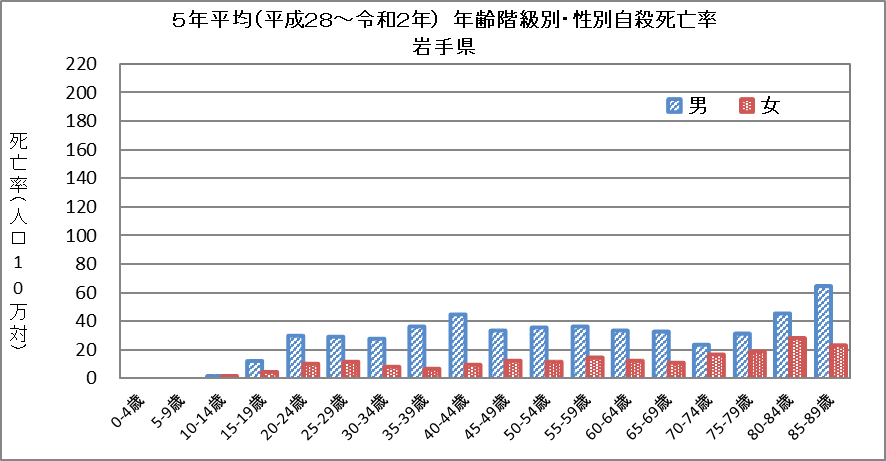 ５年平均（平成２８～令和２年） 年齢階級別・性別自殺死亡率
岩手県
死亡率（人口１０万対）
220
200
180
160
140
120
100
80
60
40
20
0
男
女
0-4歳
5-9歳
10-14歳
15-19歳
20-24歳
25-29歳
30-34歳
35-39歳
40-44歳
45-49歳
50-54歳
55-59歳
60-64歳
65-69歳
70-74歳
75-79歳
80-84歳
85-89歳